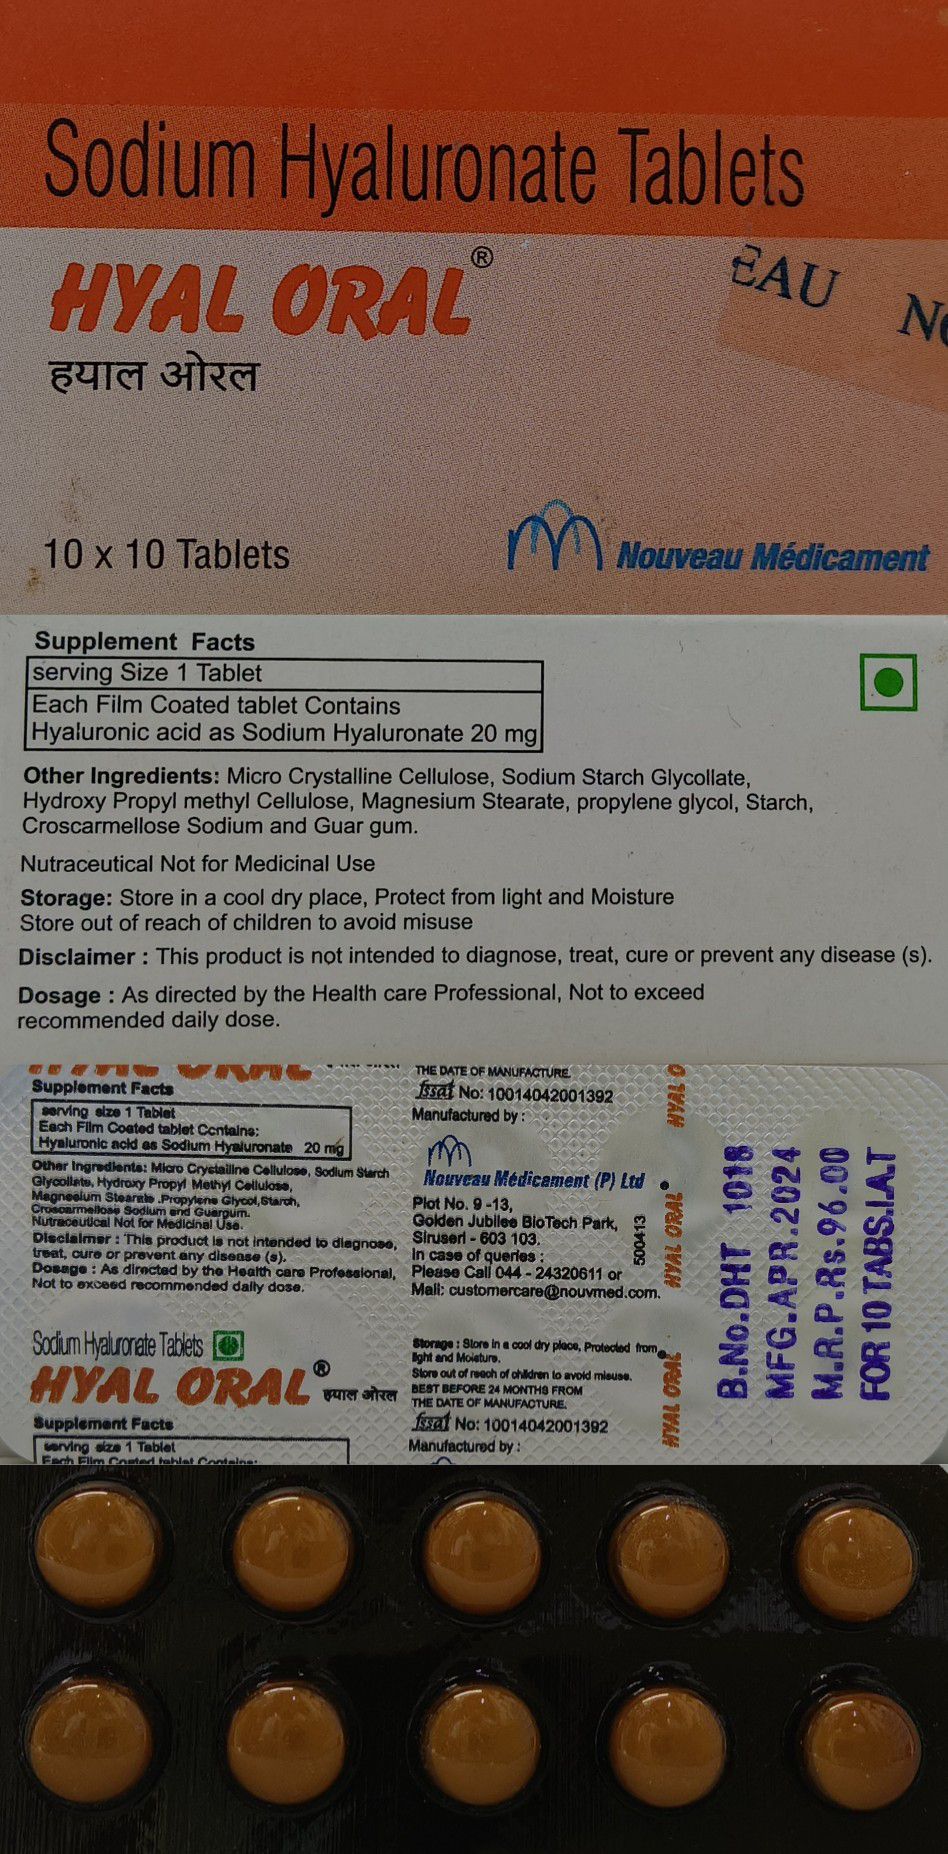 Sodium Hyaluronate Tablets
HYAL ORAL®
EAU
हयाल ओरल
10 x 10 Tablets
Nouveau Médicament
Supplement Facts
serving Size 1 Tablet
Each Film Coated tablet Contains
Hyaluronic acid as Sodium Hyaluronate 20 mg
Other Ingredients: Micro Crystalline Cellulose, Sodium Starch Glycollate,
Hydroxy Propyl methyl Cellulose, Magnesium Stearate, propylene glycol, Starch,
Croscarmellose Sodium and Guar gum.
Nutraceutical Not for Medicinal Use
Storage: Store in a cool dry place, Protect from light and Moisture
Store out of reach of children to avoid misuse
Disclaimer : This product is not intended to diagnose, treat, cure or prevent any disease (s).
Dosage : As directed by the Health care Professional, Not to exceed
recommended daily dose.
HYAL ORAL
Supplement Facts
serving size 1 Tablet
Each Film Coated tablet Contains:
Hyaluronic acid as Sodium Hyaluronate 20 mg
Other Ingredients: Micro Crystalline Cellulose, Sodium Starch
Glycollate, Hydroxy Propyl Methyl Cellulose,
Magnesium Stearate ,Propylene Glycol,Starch,
Croscarmellose Sodium and Guargum.
Nutraceutical Not for Medicinal Use.
Disclaimer : This product is not intended to diagnose,
treat, cure or prevent any disease (s).
Dosage : As directed by the Health care Professional,
Not to exceed recommended daily dose.
Sodium Hyaluronate Tablets
HYAL ORAL® हयाल ओरल
Supplement Facts
serving size 1 Tablet
Each Film Coated tablet Contains:
THE DATE OF MANUFACTURE.
fssai No: 10014042001392
Manufactured by :
Nouveau Médicament (P) Ltd
Plot No. 9 -13,
Golden Jubilee BioTech Park,
Siruseri - 603 103.
In case of queries :
Please Call 044 - 24320611 or
Mail: customercare@nouvmed.com.
500413
Storage : Store in a cool dry place, Protected from
light and Moisture.
Store out of reach of children to avoid misuse.
BEST BEFORE 24 MONTHS FROM
THE DATE OF MANUFACTURE.
fssai No: 10014042001392
Manufactured by :
HYAL O
HYAL ORAL
HYAL ORAL
B.No.DHT 1018
MFG.APR.2024
M.R.P.Rs.96.00
FOR 10 TABS.I.A.T